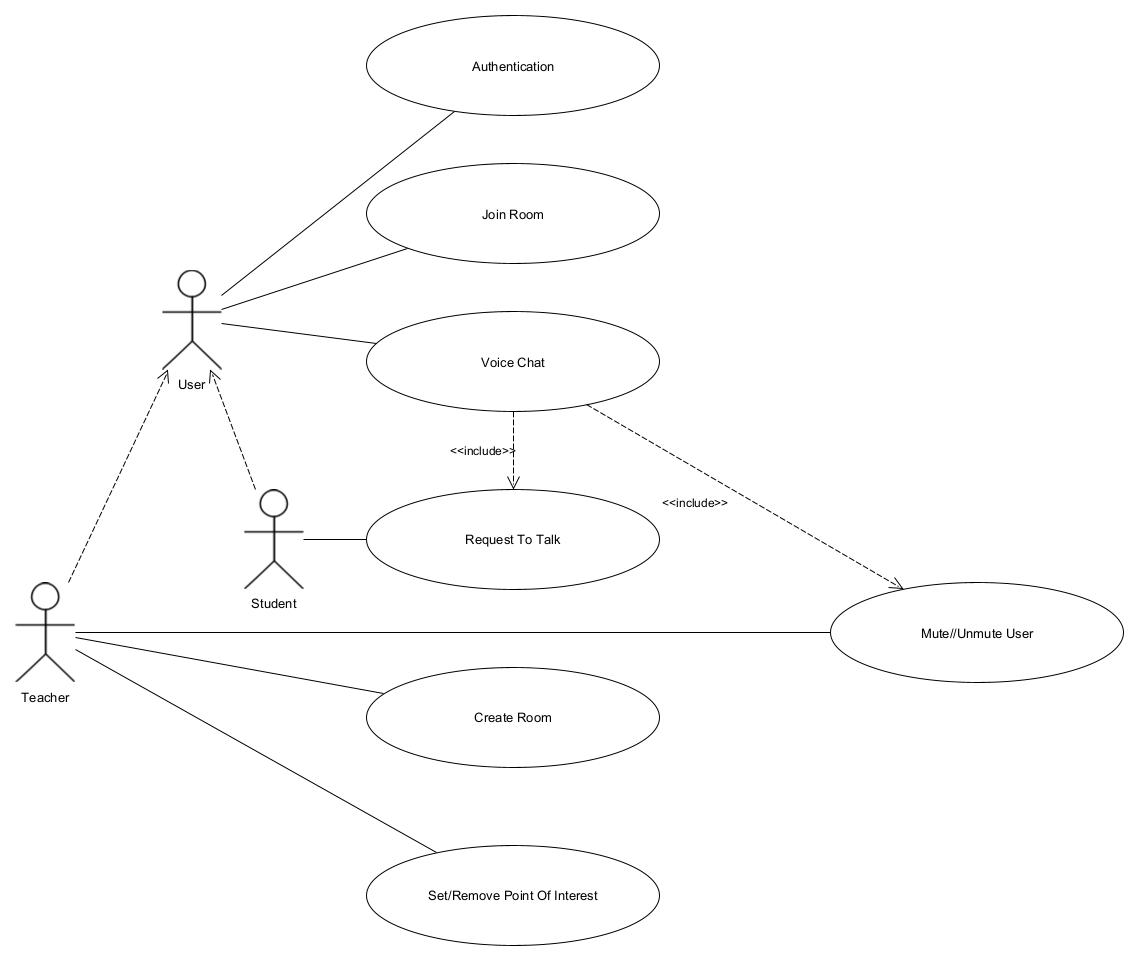 Authentication
Join Room
Voice Chat
User
<<include>>
<<include>>
Request To Talk
Student
Mute//Unmute User
Teacher
Create Room
Set/Remove Point Of Interest